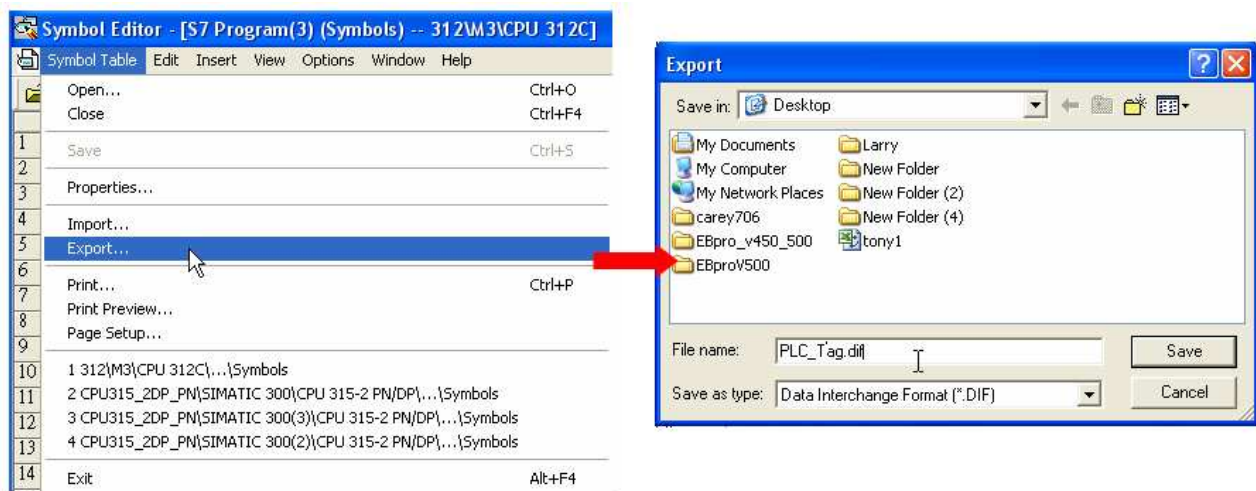 Symbol Editor - [S7 Program(3) (Symbols) -- 312\M3\CPU 312C]
Symbol Table Edit Insert View Options Window Help
Open... Ctrl+O
Close Ctrl+F4
1
Save Ctrl+S
2
Properties...
3
4
Import...
5
Export...
6
Print... Ctrl+P
7
Print Preview...
8
Page Setup...
9
10
1 312\M3\CPU 312C\...\Symbols
11
2 CPU315_2DP_PN\SIMATIC 300\CPU 315-2 PN/DP\...\Symbols
12
3 CPU315_2DP_PN\SIMATIC 300(3)\CPU 315-2 PN/DP\...\Symbols
13
4 CPU315_2DP_PN\SIMATIC 300(2)\CPU 315-2 PN/DP\...\Symbols
14
Exit Alt+F4
Export
Save in: Desktop
My Documents
My Computer
My Network Places
carey706
EBpro_v450_500
EBproV500
Larry
New Folder
New Folder (2)
New Folder (4)
tony1
File name: PLC_Tag.dif
Save
Save as type: Data Interchange Format (*.DIF)
Cancel